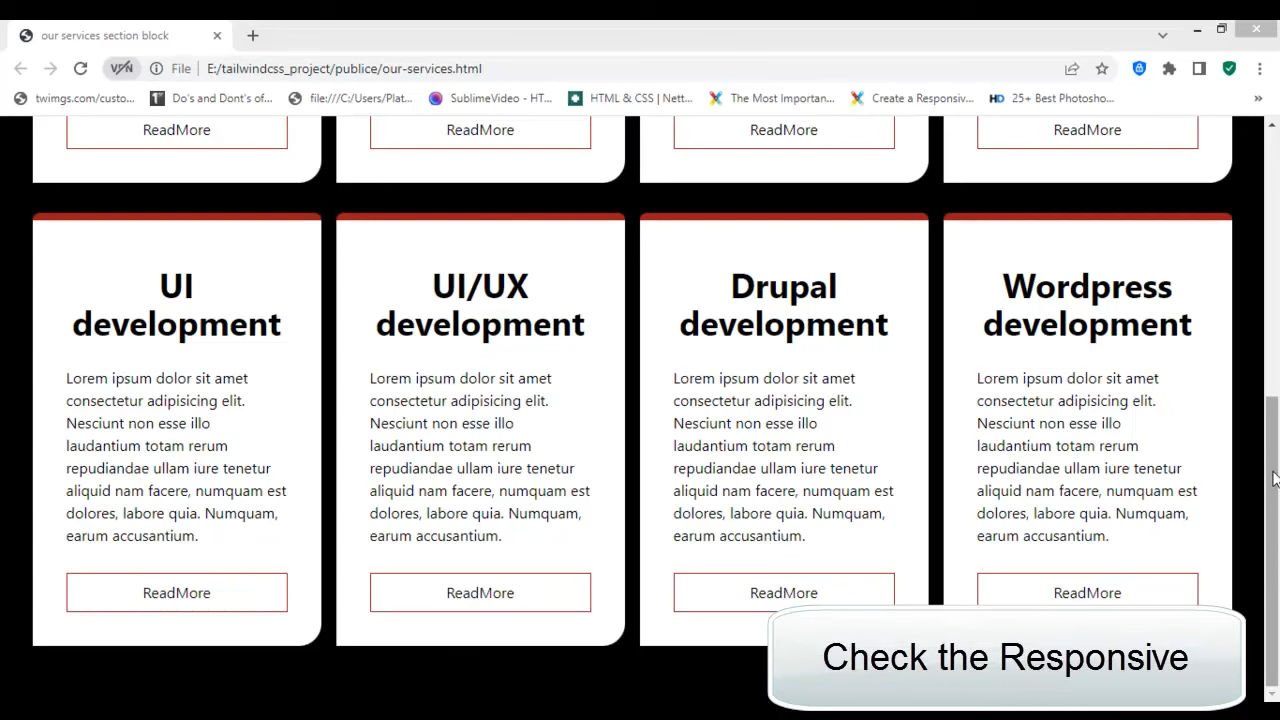 our services section block
VPN
File
E:/tailwindcss_project/publice/our-services.html
twimgs.com/custo...
Do's and Dont's of...
file:///C:/Users/Plat...
SublimeVideo - HT...
HTML & CSS | Nett...
The Most Importan...
Create a Responsiv...
HD 25+ Best Photosho...
»
ReadMore
ReadMore
ReadMore
ReadMore
UI
development
Lorem ipsum dolor sit amet
consectetur adipisicing elit.
Nesciunt non esse illo
laudantium totam rerum
repudiandae ullam iure tenetur
aliquid nam facere, numquam est
dolores, labore quia. Numquam,
earum accusantium.
ReadMore
UI/UX
development
Lorem ipsum dolor sit amet
consectetur adipisicing elit.
Nesciunt non esse illo
laudantium totam rerum
repudiandae ullam iure tenetur
aliquid nam facere, numquam est
dolores, labore quia. Numquam,
earum accusantium.
ReadMore
Drupal
development
Lorem ipsum dolor sit amet
consectetur adipisicing elit.
Nesciunt non esse illo
laudantium totam rerum
repudiandae ullam iure tenetur
aliquid nam facere, numquam est
dolores, labore quia. Numquam,
earum accusantium.
ReadMore
Wordpress
development
Lorem ipsum dolor sit amet
consectetur adipisicing elit.
Nesciunt non esse illo
laudantium totam rerum
repudiandae ullam iure tenetur
aliquid nam facere, numquam est
dolores, labore quia. Numquam,
earum accusantium.
ReadMore
Check the Responsive